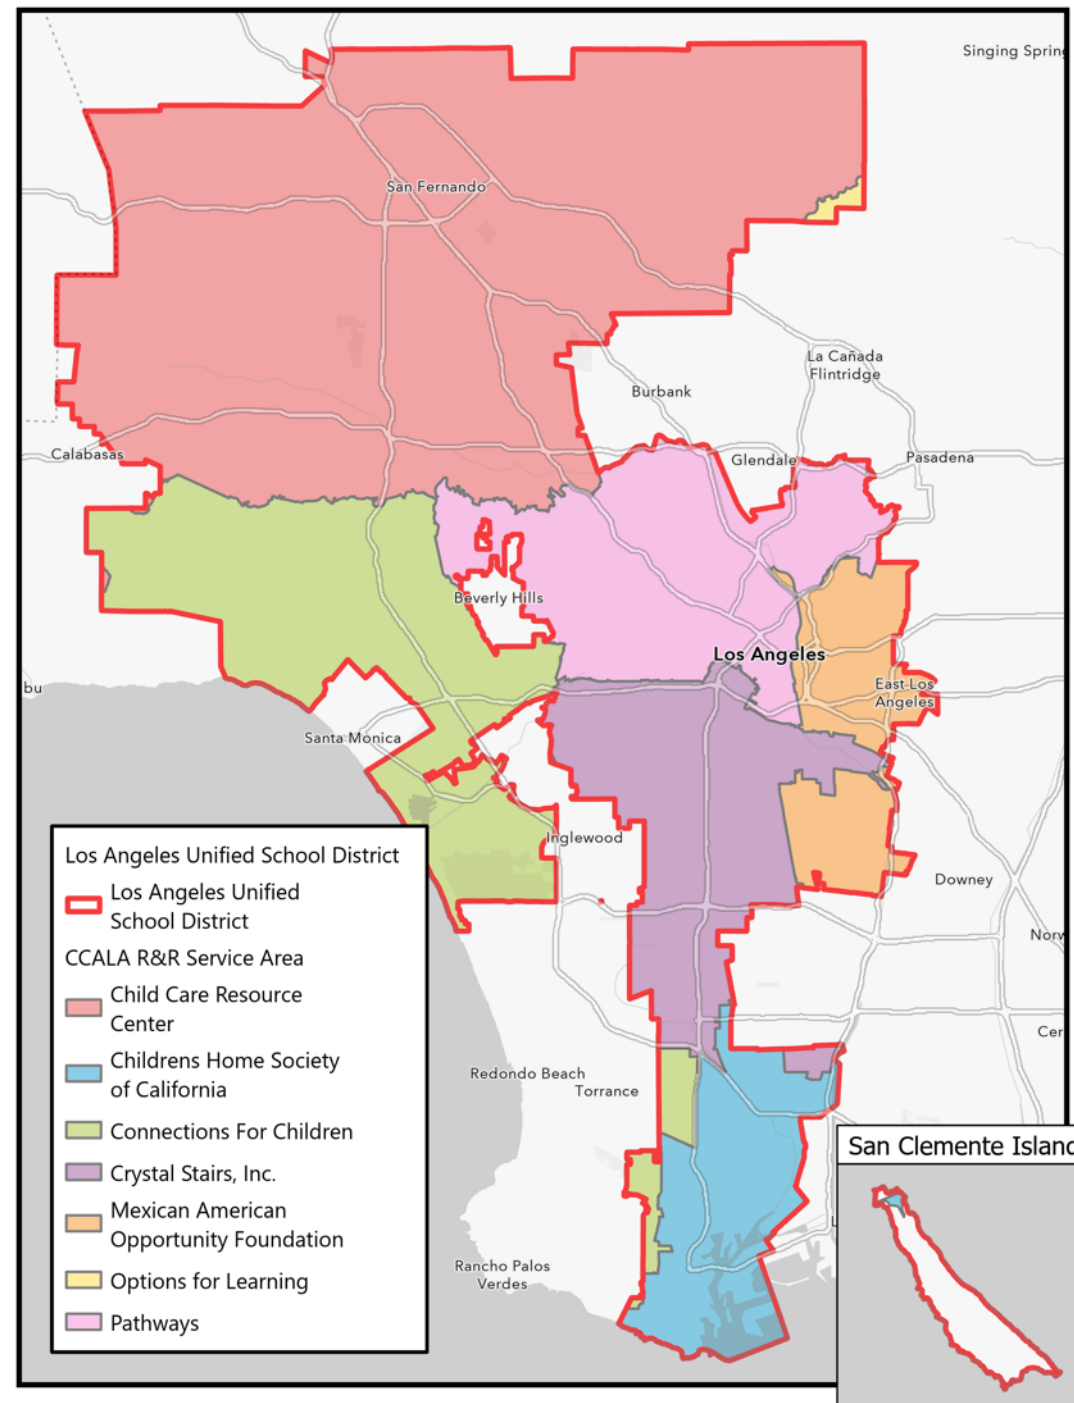 Singing Spring
San Fernando
La Cañada
Flintridge
Burbank
Calabasas
Glendale
Pasadena
Beverly Hills
Los Angeles
East Los
Angeles
bu
Santa Monica
Inglewood
Downey
Norw
Cer
Redondo Beach
Torrance
Rancho Palos
Verdes
L
Los Angeles Unified School District
Los Angeles Unified
School District
CCALA R&R Service Area
Child Care Resource
Center
Childrens Home Society
of California
Connections For Children
Crystal Stairs, Inc.
Mexican American
Opportunity Foundation
Options for Learning
Pathways
San Clemente Island